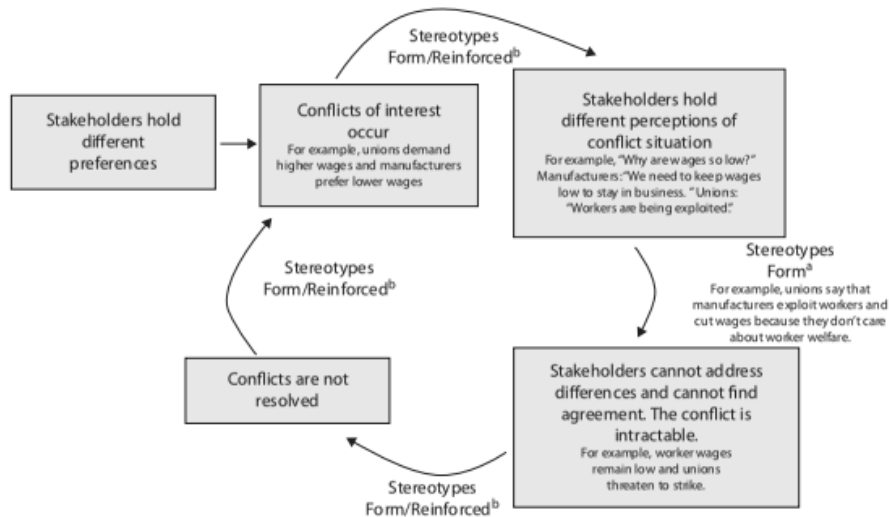 Stereotypes
Form/Reinforcedᵇ
Stakeholders hold
different
preferences
Conflicts of interest
occur
For example, unions demand
higher wages and manufacturers
prefer lower wages
Stakeholders hold
different perceptions of
conflict situation
For example, “Why are wages so low?”
Manufacturers: “We need to keep wages
low to stay in business. ” Unions:
“Workers are being exploited.”
Stereotypes
Formᵃ
For example, unions say that
manufacturers exploit workers and
cut wages because they don’t care
about worker welfare.
Stereotypes
Form/Reinforcedᵇ
Conflicts are not
resolved
Stakeholders cannot address
differences and cannot find
agreement. The conflict is
intractable.
For example, worker wages
remain low and unions
threaten to strike.
Stereotypes
Form/Reinforcedᵇ